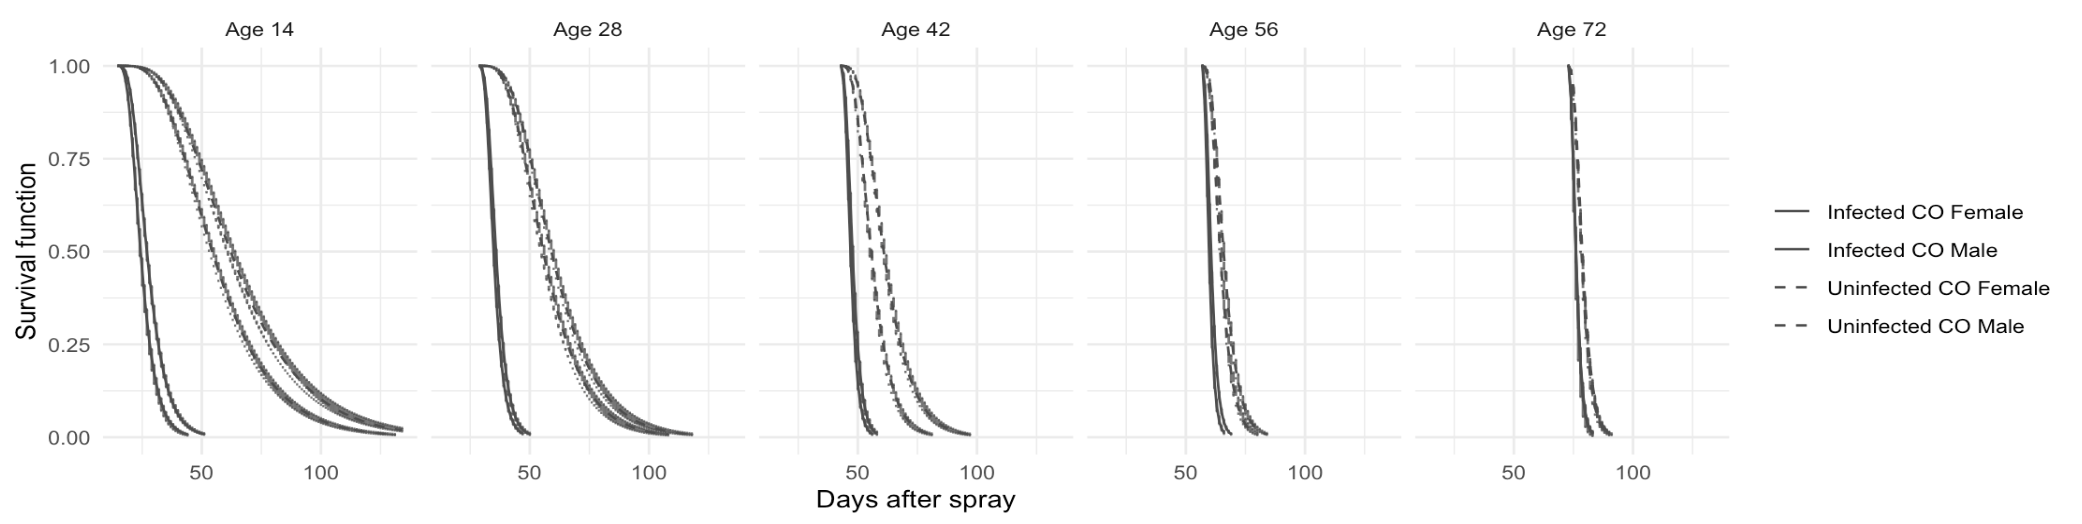 Age 14 Age 28 Age 42 Age 56 Age 72
1.00
0.75
0.50
0.25
0.00
Survival function
50 100 50 100 50 100 50 100 50 100
Days after spray
Infected CO Female
Infected CO Male
Uninfected CO Female
Uninfected CO Male